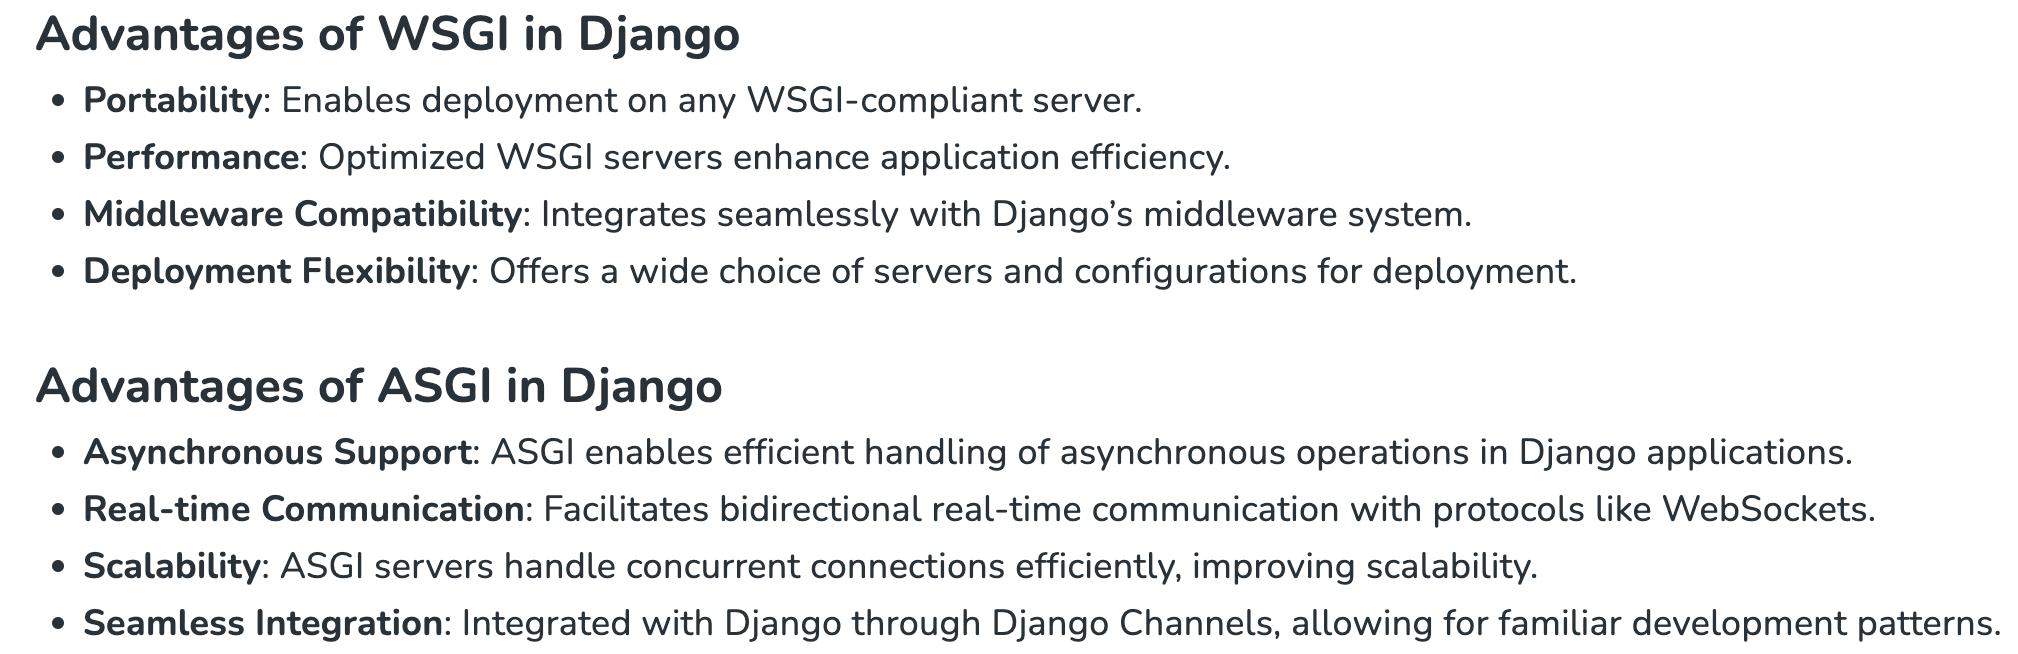 Advantages of WSGI in Django
• Portability: Enables deployment on any WSGI-compliant server.
• Performance: Optimized WSGI servers enhance application efficiency.
• Middleware Compatibility: Integrates seamlessly with Django’s middleware system.
• Deployment Flexibility: Offers a wide choice of servers and configurations for deployment.
Advantages of ASGI in Django
• Asynchronous Support: ASGI enables efficient handling of asynchronous operations in Django applications.
• Real-time Communication: Facilitates bidirectional real-time communication with protocols like WebSockets.
• Scalability: ASGI servers handle concurrent connections efficiently, improving scalability.
• Seamless Integration: Integrated with Django through Django Channels, allowing for familiar development patterns.